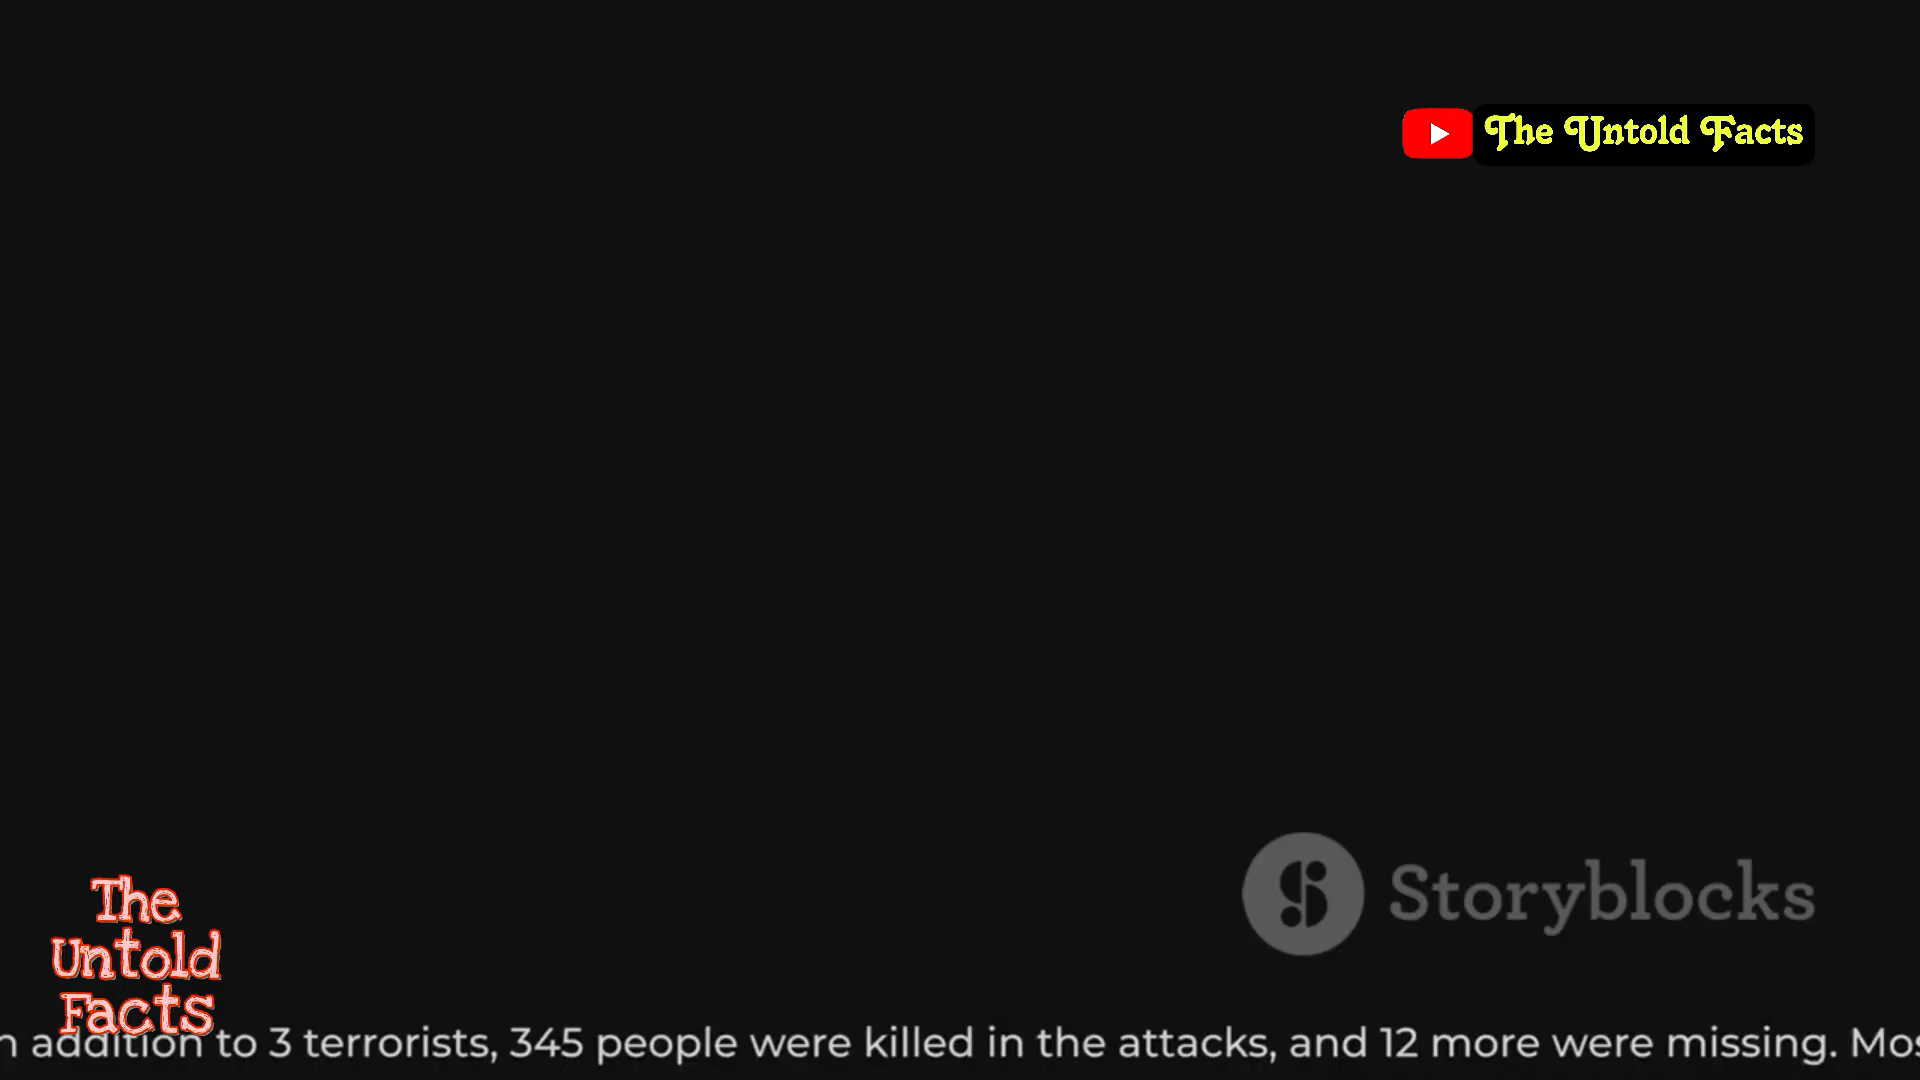 The Untold Facts
Storyblocks
The
Untold
Facts
n addition to 3 terrorists, 345 people were killed in the attacks, and 12 more were missing. Mos